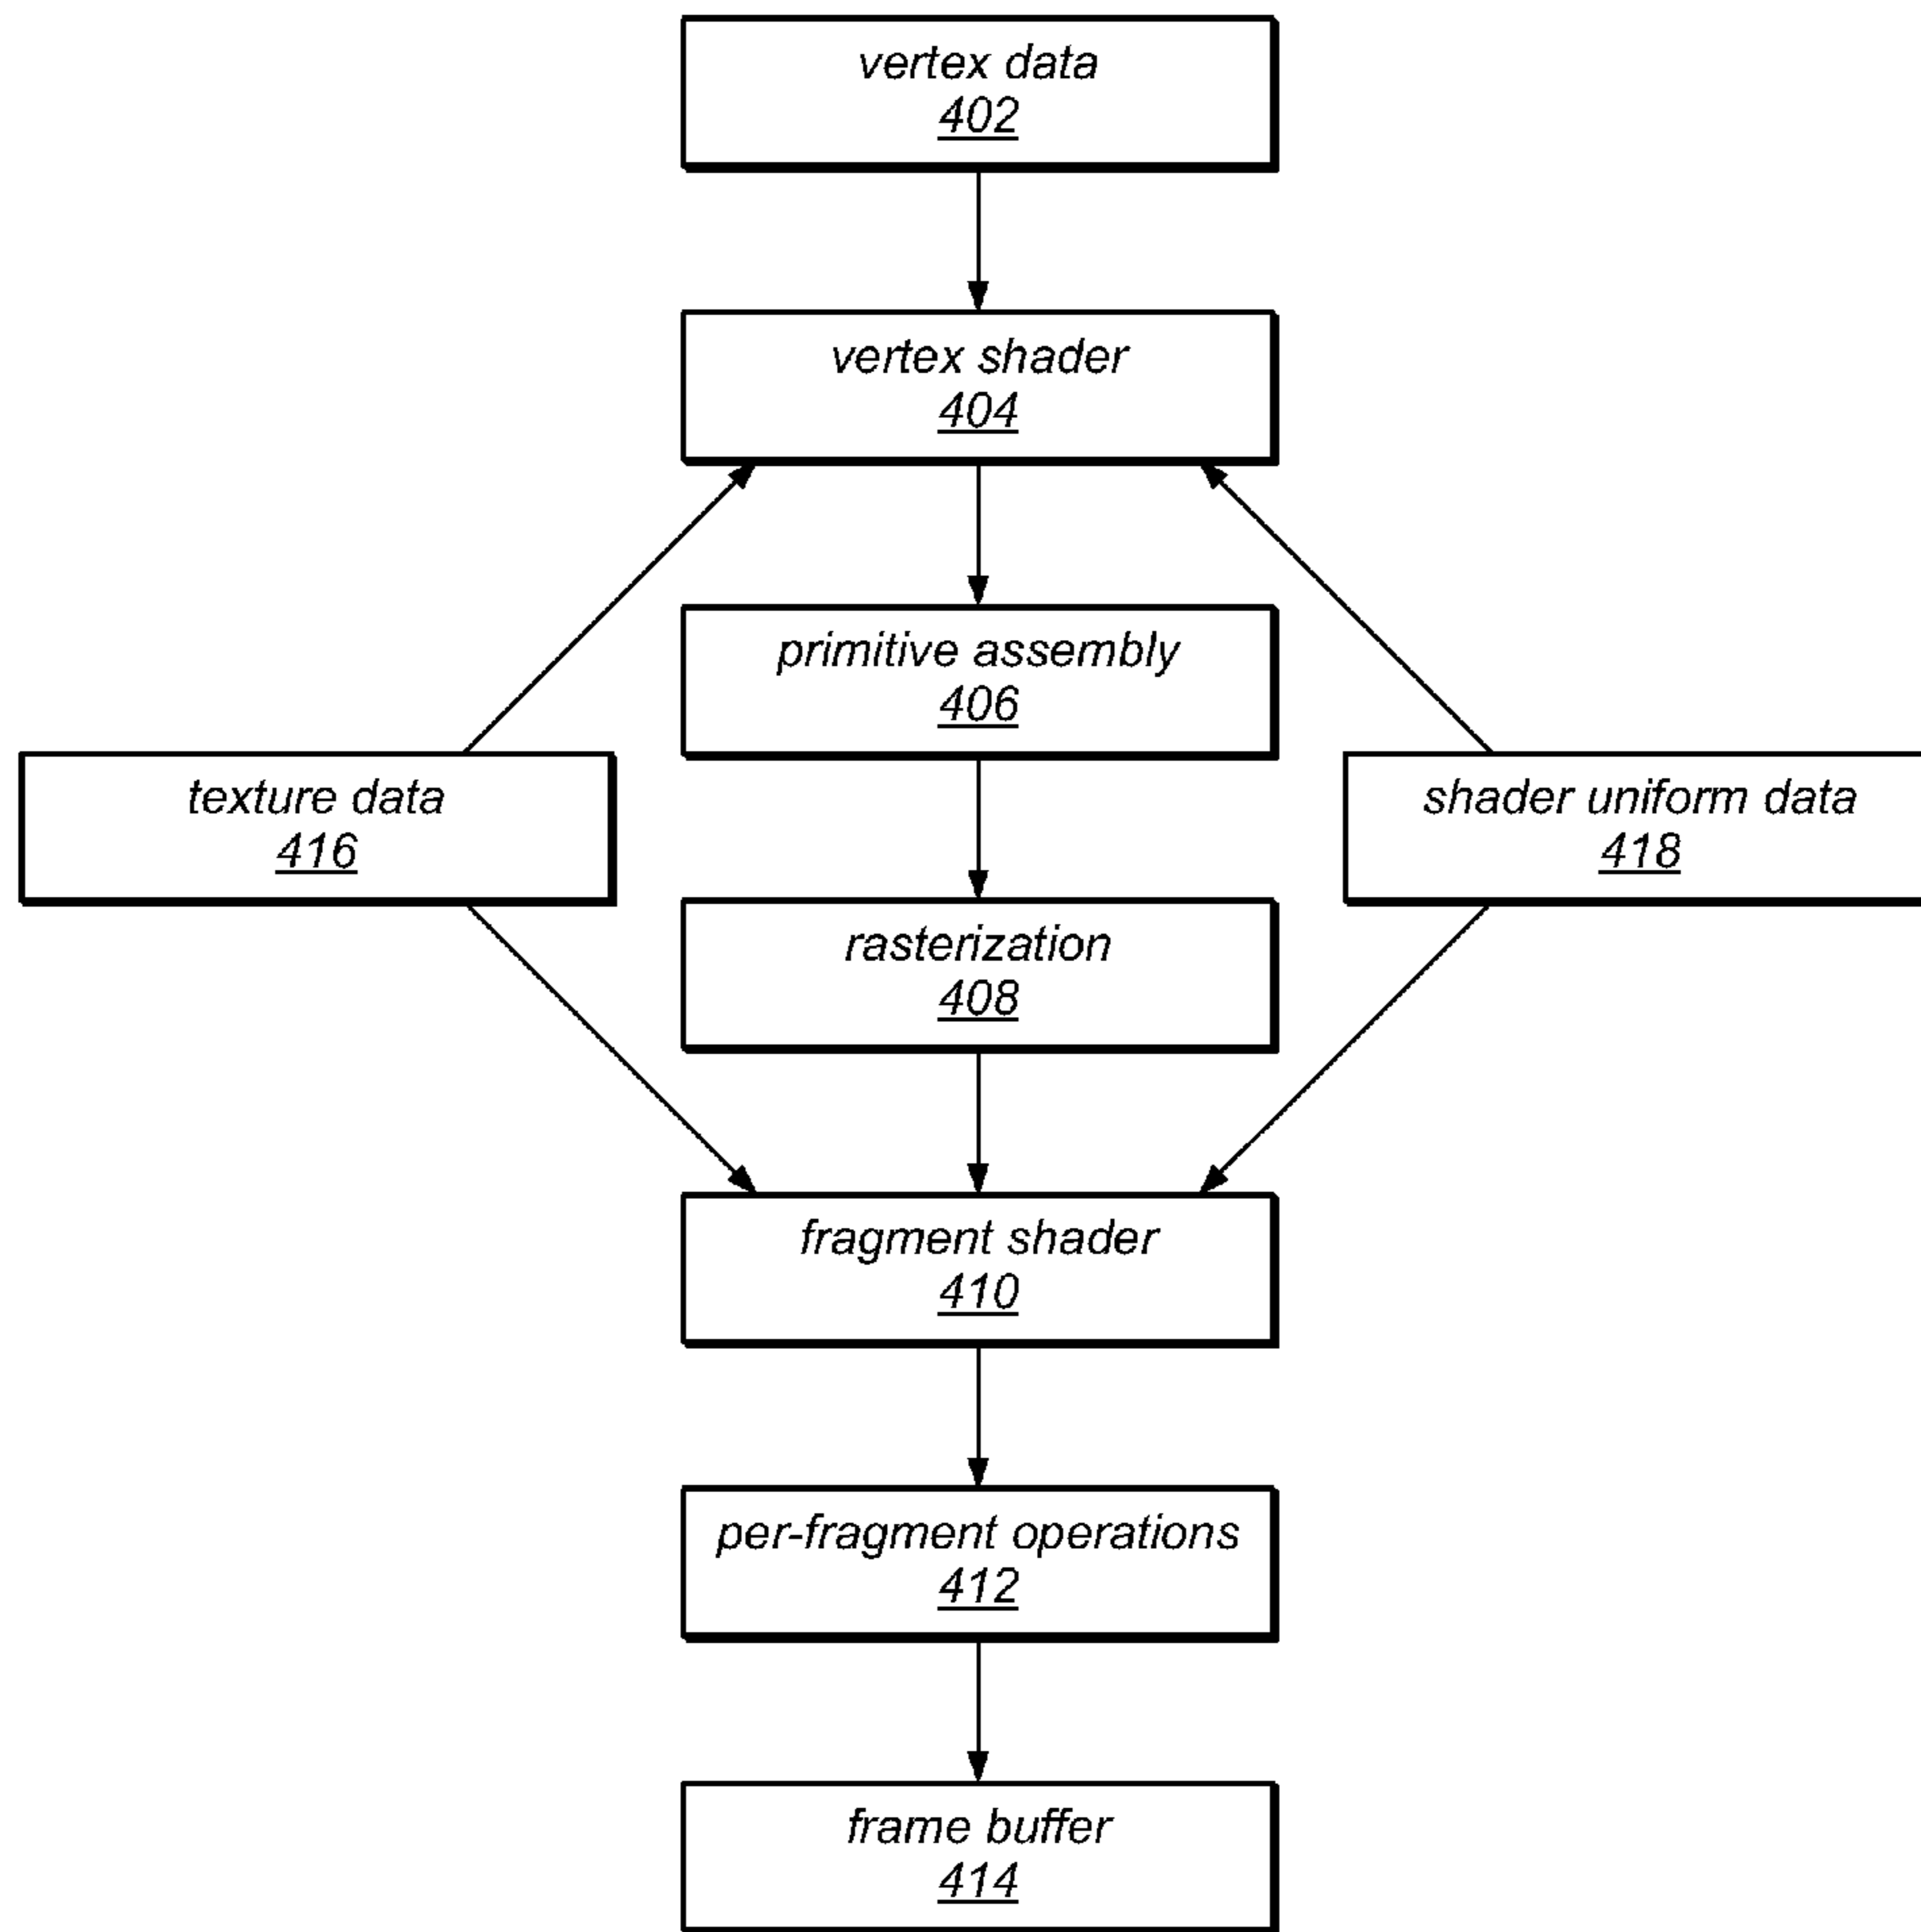 vertex data
402
vertex shader
404
primitive assembly
406
texture data
416
shader uniform data
418
rasterization
408
fragment shader
410
per-fragment operations
412
frame buffer
414